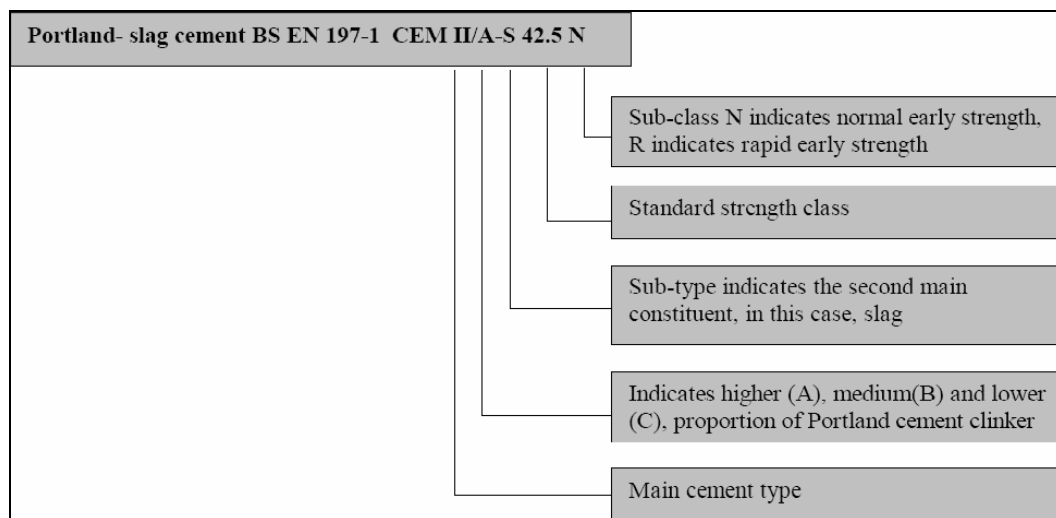 Portland- slag cement BS EN 197-1 CEM II/A-S 42.5 N
Sub-class N indicates normal early strength,
R indicates rapid early strength
Standard strength class
Sub-type indicates the second main
constituent, in this case, slag
Indicates higher (A), medium(B) and lower
(C), proportion of Portland cement clinker
Main cement type